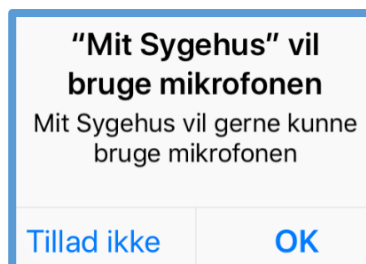 “Mit Sygehus” vil
bruge mikrofonen
Mit Sygehus vil gerne kunne
bruge mikrofonen
Tillad ikke
OK